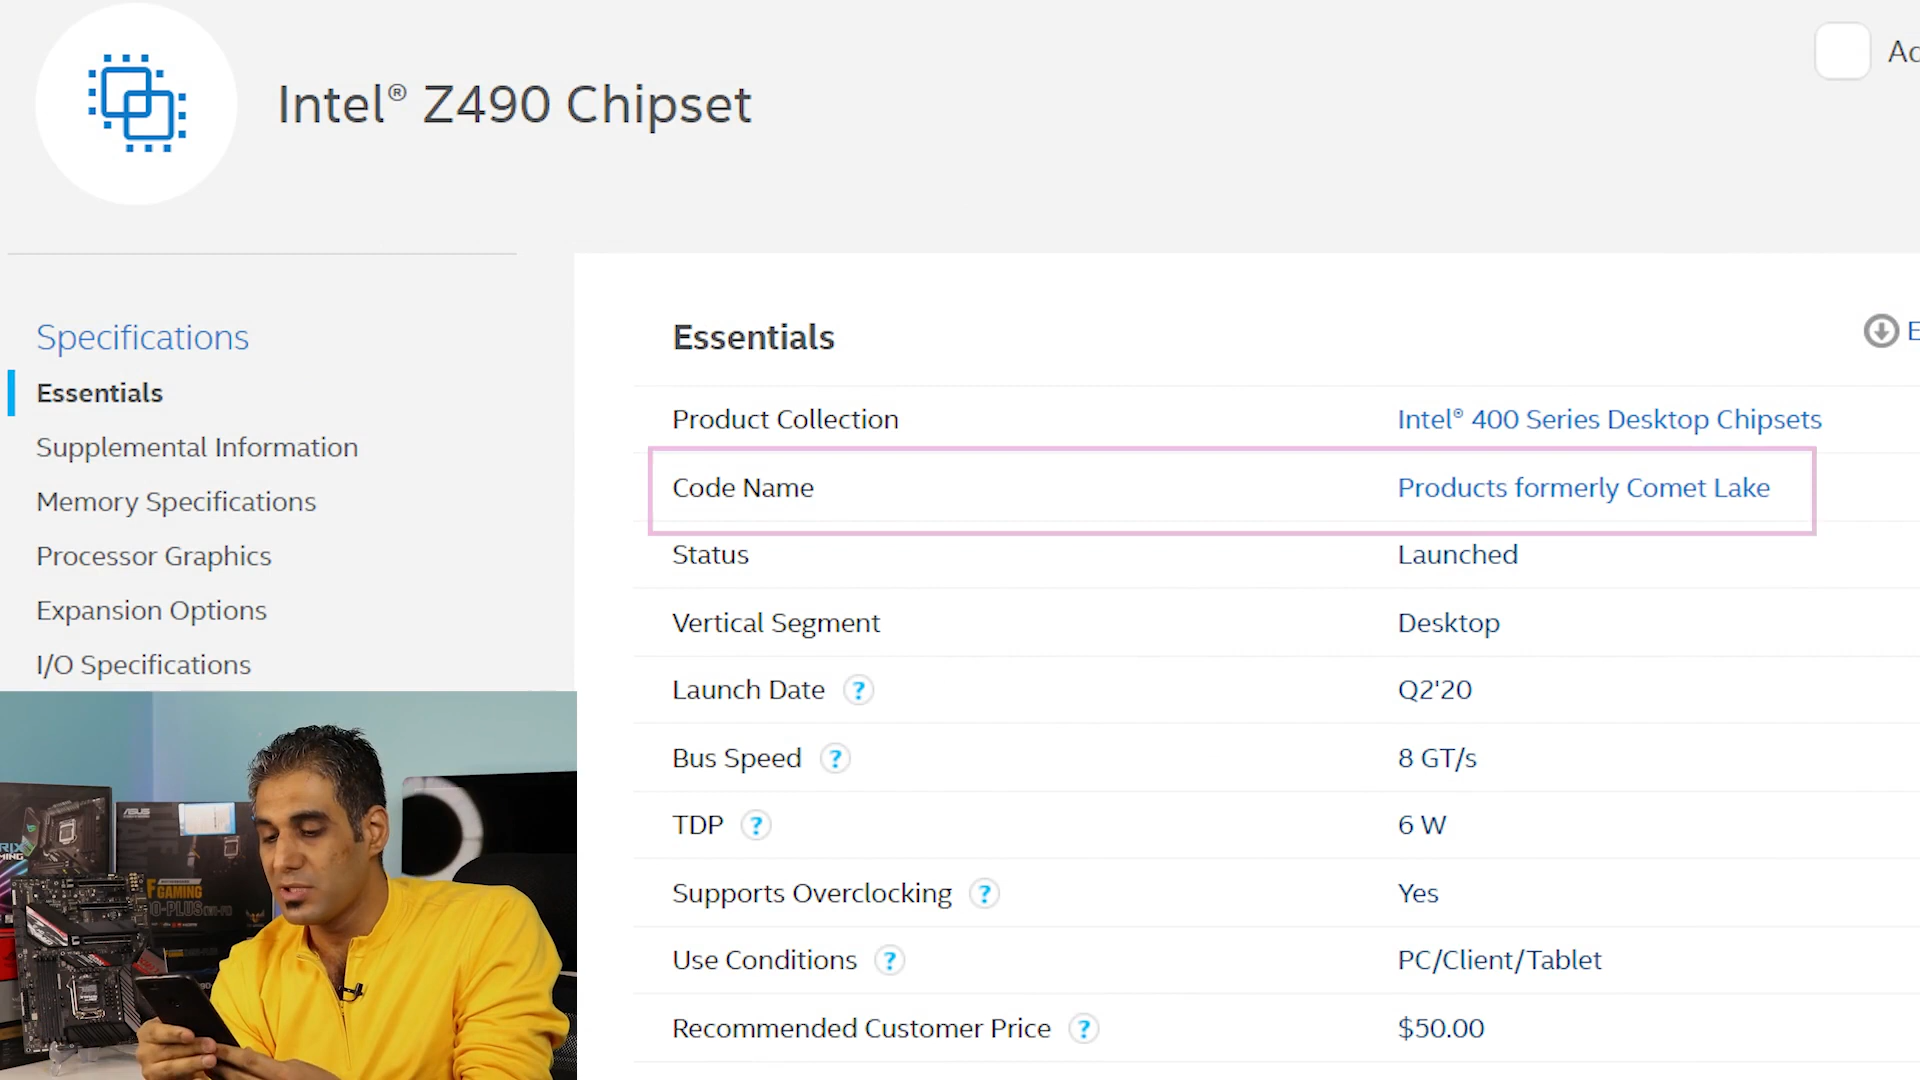 Intel® Z490 Chipset
Specifications
Essentials
Supplemental Information
Memory Specifications
Processor Graphics
Expansion Options
I/O Specifications
Essentials
Product Collection Intel® 400 Series Desktop Chipsets
Code Name Products formerly Comet Lake
Status Launched
Vertical Segment Desktop
Launch Date ? Q2'20
Bus Speed ? 8 GT/s
TDP ? 6 W
Supports Overclocking ? Yes
Use Conditions ? PC/Client/Tablet
Recommended Customer Price ? $50.00
ASUS
GAMING